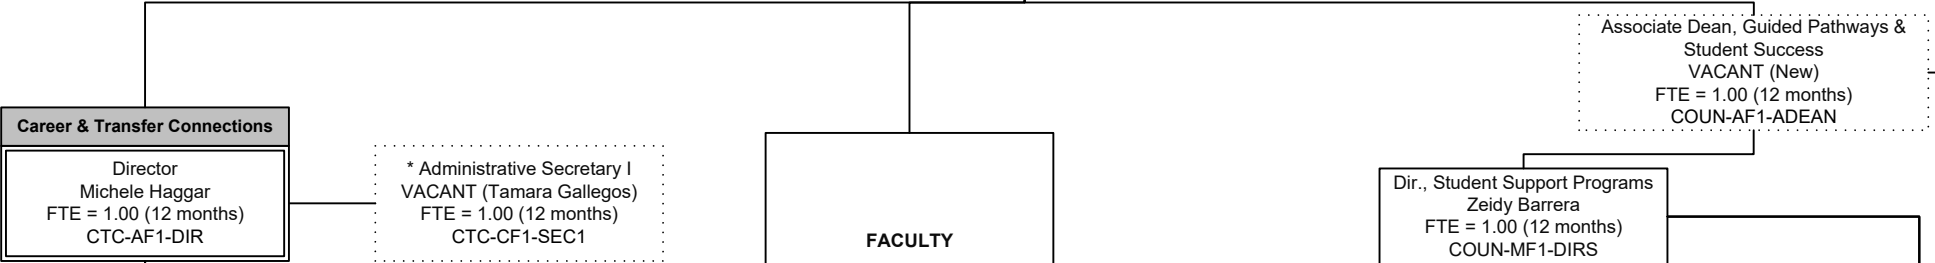 Associate Dean, Guided Pathways &
Student Success
VACANT (New)
FTE = 1.00 (12 months)
COUN-AF1-ADEAN
Career & Transfer Connections
Director
Michele Haggar
FTE = 1.00 (12 months)
CTC-AF1-DIR
* Administrative Secretary I
VACANT (Tamara Gallegos)
FTE = 1.00 (12 months)
CTC-CF1-SEC1
FACULTY
Dir., Student Support Programs
Zeidy Barrera
FTE = 1.00 (12 months)
COUN-MF1-DIRS